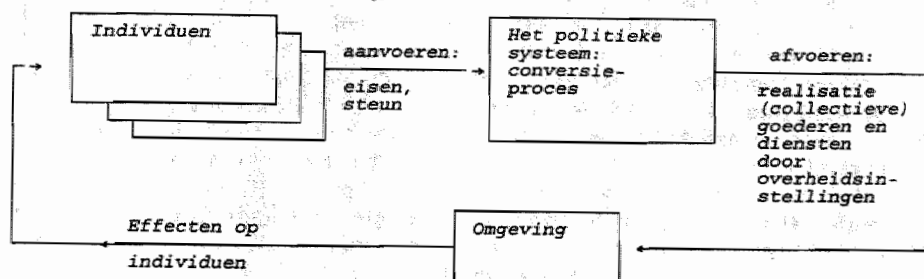 Individuen
aanvoeren:
eisen,
steun
Het politieke
systeem:
conversie-
proces
afvoeren:
realisatie
(collectieve)
goederen en
diensten
door
overheidsin-
stellingen
Effecten op
individuen
Omgeving